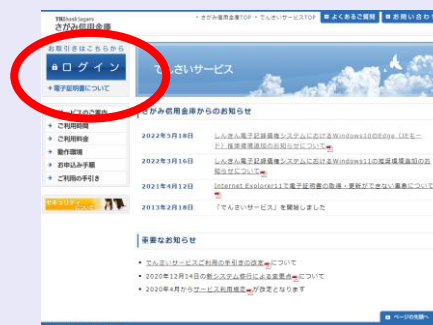 さがみ信用金庫
さがみ信用金庫TOP
でんさいサービスTOP
よくあるご質問
お問い合わ
お取引きはこちらから
ログイン
電子証明書について
でんさいサービス
ご利用時間
ご利用料金
動作環境
お申込み手順
ご利用の手引き
セキュリティ
さがみ信用金庫からのお知らせ
2022年5月18日 しんきん電子記録債権システムにおけるWindows10のEdge（IEモード）推奨環境追加のお知らせについて
2022年3月16日 しんきん電子記録債権システムにおけるWindows11の推奨環境追加のお知らせについて
2021年4月12日 Internet Explorer11で電子証明書の取得・更新ができない事象について
2013年2月18日 「でんさいサービス」を開始しました
重要なお知らせ
でんさいサービスご利用の手引きの改定について
2020年12月14日の新システム移行による変更点について
2020年4月からサービス利用規定が改定となります
ページの先頭へ